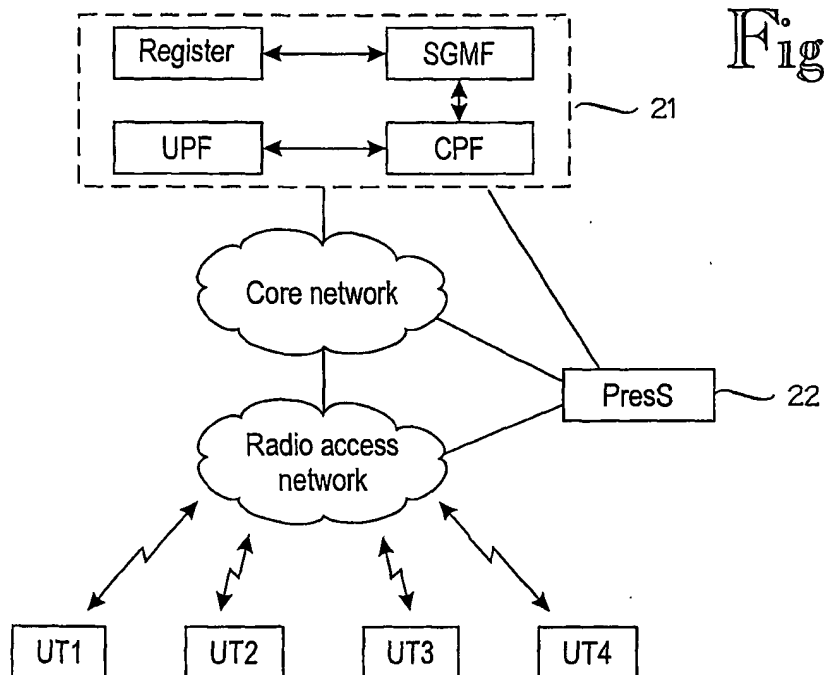 Fig
Register
SGMF
21
UPF
CPF
Core network
PresS
22
Radio access
network
UT1
UT2
UT3
UT4